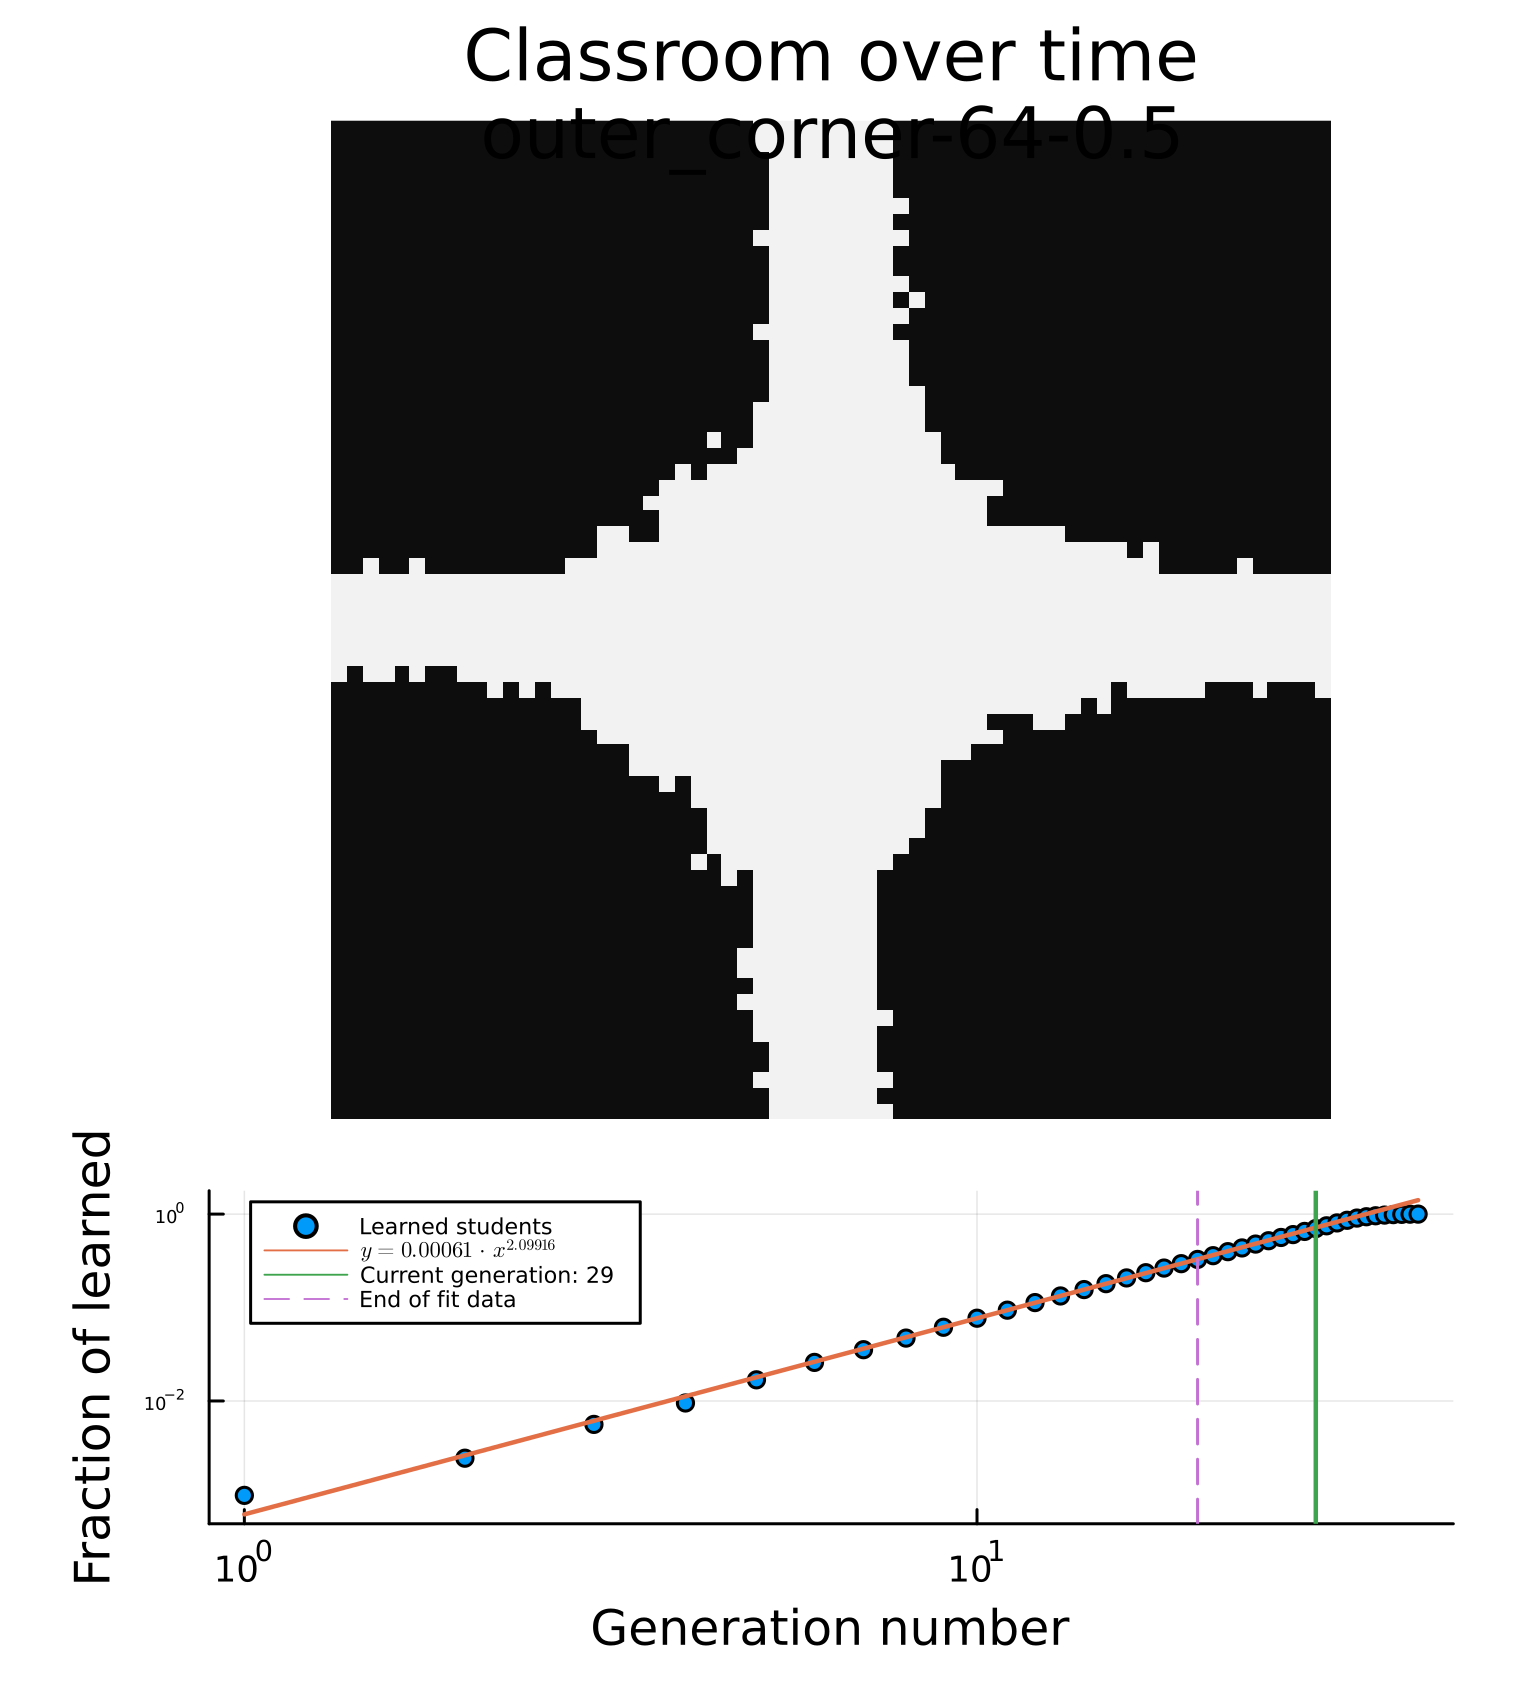 Classroom over time
outer_corner-64-0.5
Fraction of learned
10^0
10^-2
Learned students
y = 0.00061 · x^2.09916
Current generation: 29
End of fit data
10^0
10^1
Generation number